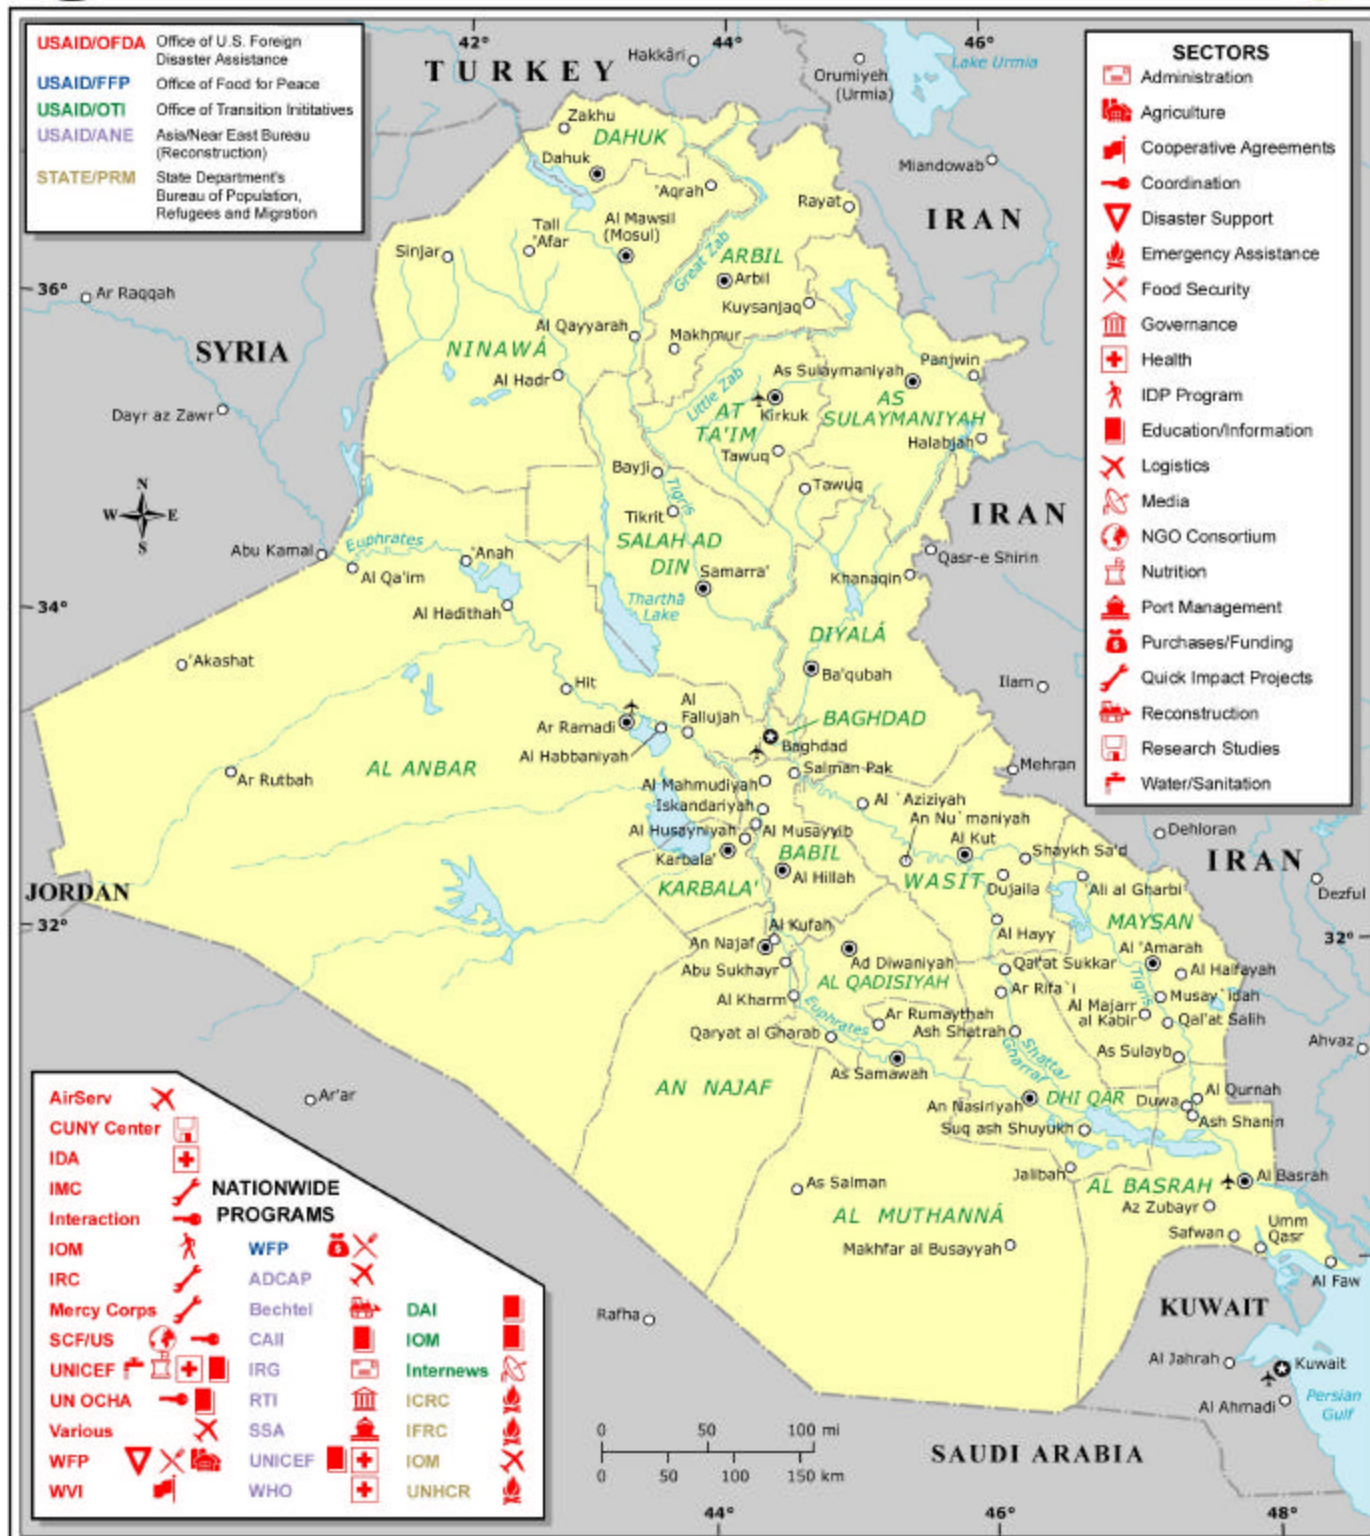 USAID/OFDA Office of U.S. Foreign
Disaster Assistance
USAID/FFP Office of Food for Peace
USAID/OTI Office of Transition Inititatives
USAID/ANE Asia/Near East Bureau
(Reconstruction)
STATE/PRM State Department's
Bureau of Population,
Refugees and Migration
42°
44°
46°
SECTORS
Administration
Agriculture
Cooperative Agreements
Coordination
Disaster Support
Emergency Assistance
Food Security
Governance
Health
IDP Program
Education/Information
Logistics
Media
NGO Consortium
Nutrition
Port Management
Purchases/Funding
Quick Impact Projects
Reconstruction
Research Studies
Water/Sanitation
TURKEY
Hakkâri
Orumiyeh
(Urmia)
Lake Urmia
Zakhu
DAHUK
Dahuk
'Aqrah
Miandowab
Rayat
IRAN
Al Mawsil
(Mosul)
Tall
'Afar
Sinjar
Great Zab
ARBIL
Arbil
36°
Ar Raqqah
Kuysanjaq
Al Qayyarah
Makhmur
SYRIA
NINAWÁ
Panjwin
As Sulaymaniyah
Al Hadr
Little Zab
Dayr az Zawr
AT
TA'IM
Kirkuk
AS
SULAYMANIYAH
Halabjah
Tawuq
Bayji
Tigris
Tawuq
N
W E
S
Tikrit
IRAN
Euphrates
SALAH AD
DIN
Abu Kamal
'Anah
Qasr-e Shirin
Al Qa'im
Samarra'
Khanaqin
Al Hadithah
Tharthä
Lake
34°
DIYALÁ
'Akashat
Ba'qubah
Hit
Ilam
Al
Fallujah
BAGHDAD
Ar Ramadi
Al Habbaniyah
Baghdad
AL ANBAR
Salman Pak
Mehran
Ar Rutbah
Al Mahmudiyah
Iskandariyah
Al `Aziziyah
An Nu`maniyah
Al Husayniyah
Al Musayyib
Al Kut
Dehloran
Karbala'
BABIL
Shaykh Sa'd
IRAN
Al Hillah
WASIT
Dujaila
'Ali al Gharbi
JORDAN
KARBALA'
Dezful
MAYSAN
32°
32°
Al Kufah
Al Hayy
An Najaf
Al 'Amarah
Ad Diwaniyah
Abu Sukhayr
Qal'at Sukkar
Al Halfayah
AL QADISIYAH
Tigris
Al Kharm
Ar Rifa`i
Musay`idah
Euphrates
Al Majarr
al Kabir
Ar Rumaythah
Qal'at Salih
Qaryat al Gharab
Ash Shatrah
Ahvaz
Shatta/
Gharraf
As Sulayb
As Samawah
AN NAJAF
Ar'ar
DHI QAR
Al Qurnah
An Nasiriyah
Duwa
Ash Shanin
Suq ash Shuyukh
Jalibah
Al Basrah
As Salman
AL BASRAH
Az Zubayr
AL MUTHANNÁ
Umm
Qasr
Safwan
Makhfar al Busayyah
Al Faw
KUWAIT
Rafha
Al Jahrah
Kuwait
Persian
Gulf
Al Ahmadi
SAUDI ARABIA
0 50 100 mi
0 50 100 150 km
44°
46°
48°
NATIONWIDE
PROGRAMS
AirServ
CUNY Center
IDA
IMC
Interaction
IOM
IRC
Mercy Corps
SCF/US
UNICEF
UN OCHA
Various
WFP
WVI
WFP
ADCAP
Bechtel
CAII
IRG
RTI
SSA
UNICEF
WHO
DAI
IOM
Internews
ICRC
IFRC
IOM
UNHCR